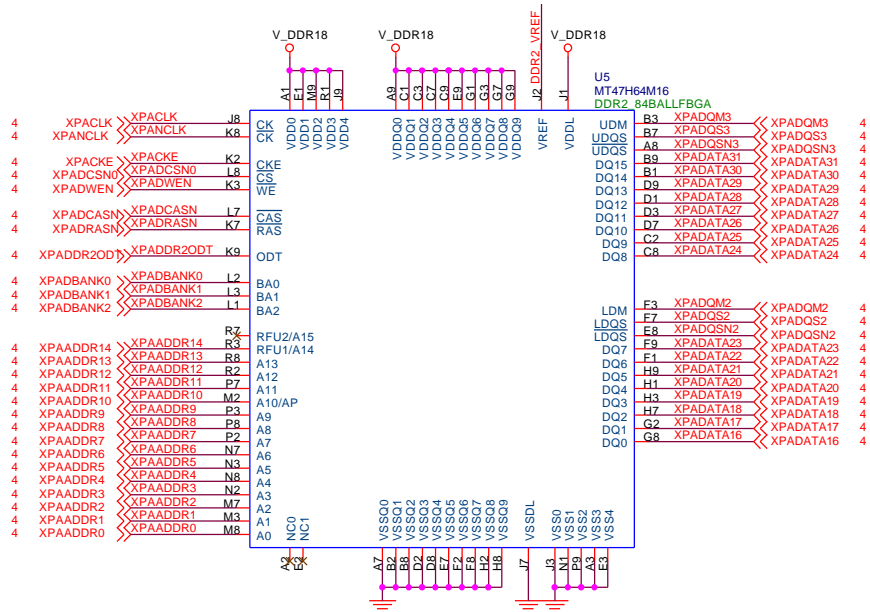 V_DDR18 V_DDR18 DDR2_VREF V_DDR18
U5
MT47H64M16
DDR2_84BALLFBGA
A1 E1 M9 R1 J9 A9 C1 C3 C7 C9 E9 G1 G3 G7 G9 J2 J1
VDD0 VDD1 VDD2 VDD3 VDD4 VDDQ0 VDDQ1 VDDQ2 VDDQ3 VDDQ4 VDDQ5 VDDQ6 VDDQ7 VDDQ8 VDDQ9 VREF VDDL
4 XPACLK XPACLK J8 CK
4 XPANCLK XPANCLK K8 CK
4 XPACKE XPACKE K2 CKE
4 XPADCSN0 XPADCSN0 L8 CS
4 XPADWEN XPADWEN K3 WE
4 XPADCASN XPADCASN L7 CAS
4 XPADRASN XPADRASN K7 RAS
4 XPADDR2ODT XPADDR2ODT K9 ODT
4 XPADBANK0 XPADBANK0 L2 BA0
4 XPADBANK1 XPADBANK1 L3 BA1
4 XPADBANK2 XPADBANK2 L1 BA2
R7 RFU2/A15
4 XPAADDR14 XPAADDR14 R3 RFU1/A14
4 XPAADDR13 XPAADDR13 R8 A13
4 XPAADDR12 XPAADDR12 R2 A12
4 XPAADDR11 XPAADDR11 P7 A11
4 XPAADDR10 XPAADDR10 M2 A10/AP
4 XPAADDR9 XPAADDR9 P3 A9
4 XPAADDR8 XPAADDR8 P8 A8
4 XPAADDR7 XPAADDR7 P2 A7
4 XPAADDR6 XPAADDR6 N7 A6
4 XPAADDR5 XPAADDR5 N3 A5
4 XPAADDR4 XPAADDR4 N8 A4
4 XPAADDR3 XPAADDR3 N2 A3
4 XPAADDR2 XPAADDR2 M7 A2
4 XPAADDR1 XPAADDR1 M3 A1
4 XPAADDR0 XPAADDR0 M8 A0
UDM B3 XPADQM3 XPADQM3 4
UDQS B7 XPADQS3 XPADQS3 4
UDQS A8 XPADQSN3 XPADQSN3 4
DQ15 B9 XPADATA31 XPADATA31 4
DQ14 B1 XPADATA30 XPADATA30 4
DQ13 D9 XPADATA29 XPADATA29 4
DQ12 D1 XPADATA28 XPADATA28 4
DQ11 D3 XPADATA27 XPADATA27 4
DQ10 D7 XPADATA26 XPADATA26 4
DQ9 C2 XPADATA25 XPADATA25 4
DQ8 C8 XPADATA24 XPADATA24 4
LDM F3 XPADQM2 XPADQM2 4
LDQS F7 XPADQS2 XPADQS2 4
LDQS E8 XPADQSN2 XPADQSN2 4
DQ7 F9 XPADATA23 XPADATA23 4
DQ6 F1 XPADATA22 XPADATA22 4
DQ5 H9 XPADATA21 XPADATA21 4
DQ4 H1 XPADATA20 XPADATA20 4
DQ3 H3 XPADATA19 XPADATA19 4
DQ2 H7 XPADATA18 XPADATA18 4
DQ1 G2 XPADATA17 XPADATA17 4
DQ0 G8 XPADATA16 XPADATA16 4
NC0 NC1 VSSQ0 VSSQ1 VSSQ2 VSSQ3 VSSQ4 VSSQ5 VSSQ6 VSSQ7 VSSQ8 VSSQ9 VSSDL VSS0 VSS1 VSS2 VSS3 VSS4
A2 E2 A7 B2 B8 D2 D8 E7 F2 F8 H2 H8 J7 J3 N1 P9 A3 E3